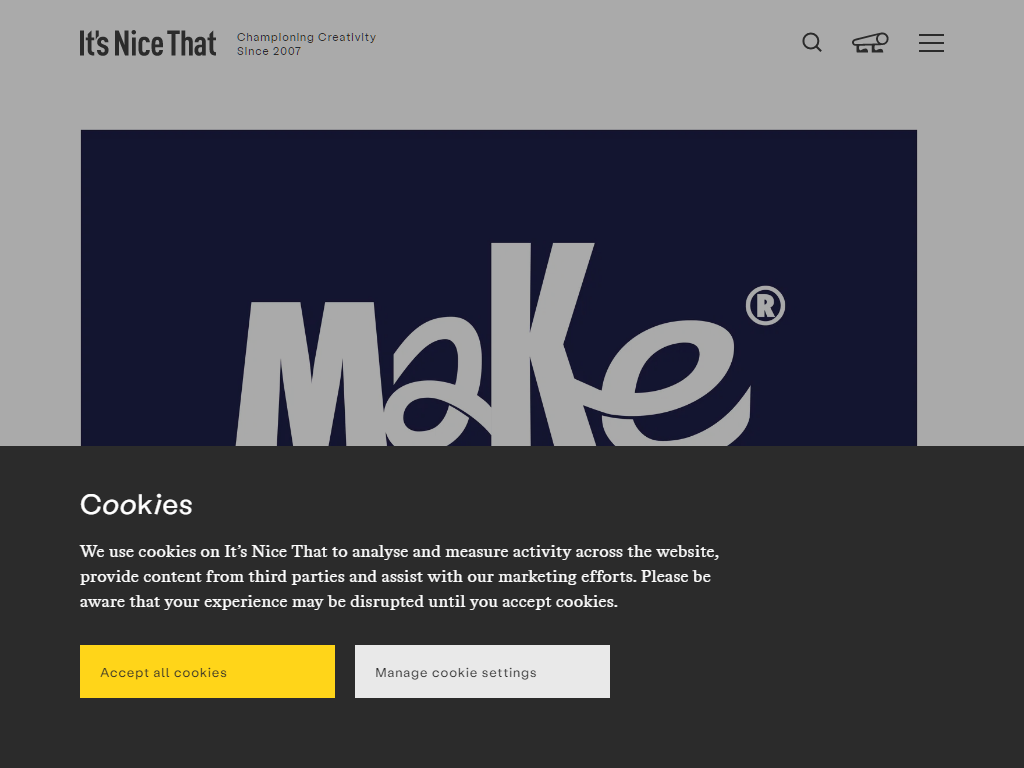 It's Nice That
Championing Creativity
Since 2007
Make®
Cookies
We use cookies on It’s Nice That to analyse and measure activity across the website,
provide content from third parties and assist with our marketing efforts. Please be
aware that your experience may be disrupted until you accept cookies.
Accept all cookies
Manage cookie settings